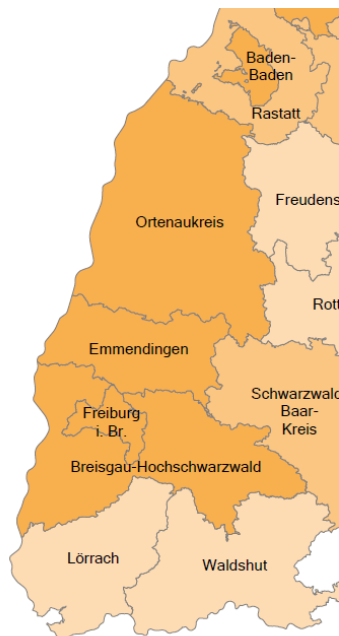 Baden-
Baden
Rastatt
Freudens
Ortenaukreis
Rott
Emmendingen
Schwarzwald
Baar-
Kreis
Freiburg
i. Br.
Breisgau-Hochschwarzwald
Lörrach
Waldshut